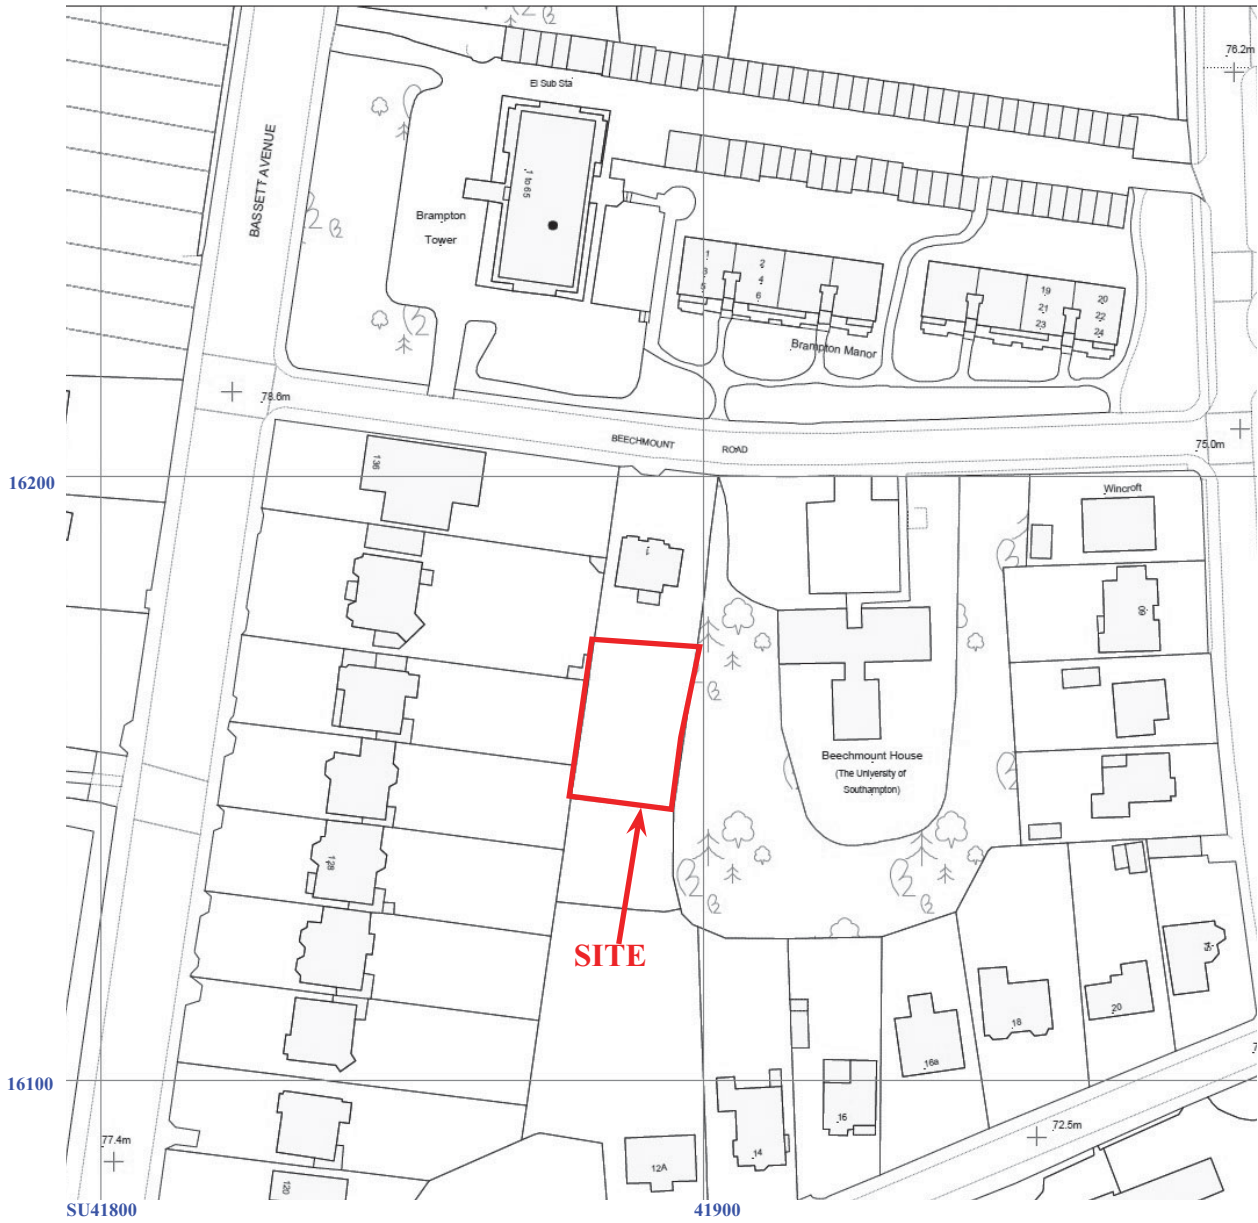 76.2m
El Sub Sta
BASSETT AVENUE
1 to 65
Brampton
Tower
1
3
5
2
4
6
19
21
23
20
22
24
Brampton Manor
78.6m
BEECHMOUNT ROAD
75.0m
136
16200
Wincroft
1
60
Beechmount House
(The University of
Southampton)
128
SITE
18
20
16a
16
14
12A
72.5m
16100
77.4m
120
SU41800
41900